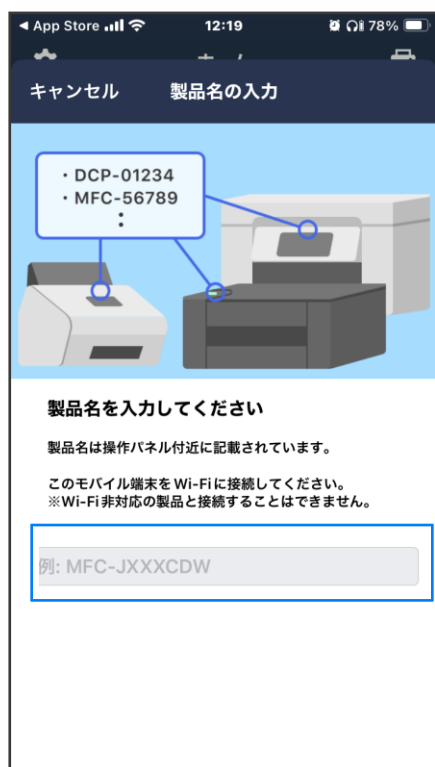 ◀ App Store 12:19 78%
キャンセル 製品名の入力
・DCP-01234
・MFC-56789
⋮
製品名を入力してください
製品名は操作パネル付近に記載されています。
このモバイル端末をWi-Fiに接続してください。
※Wi-Fi非対応の製品と接続することはできません。
例: MFC-JXXXCDW